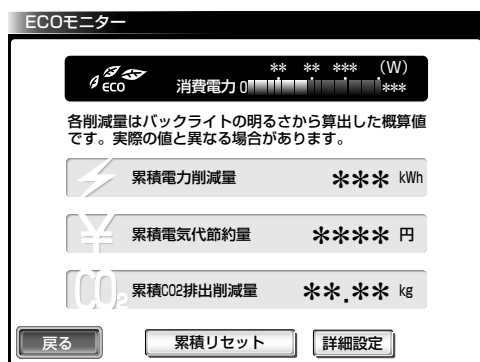 ECOモニター
** ** *** (W)
ECO 消費電力 0 ***
各削減量はバックライトの明るさから算出した概算値
です。実際の値と異なる場合があります。
累積電力削減量 *** kWh
¥ 累積電気代節約量 **** 円
CO2 累積CO2排出削減量 **.** kg
戻る 累積リセット 詳細設定